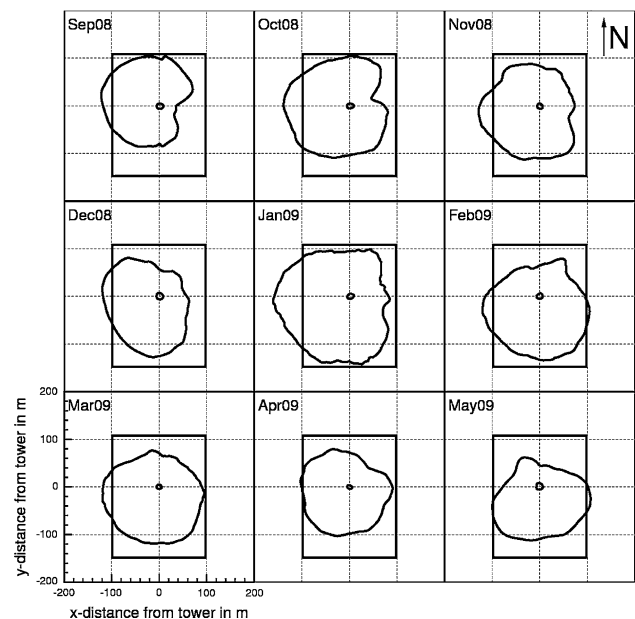 Sep08
Oct08
Nov08
N
Dec08
Jan09
Feb09
Mar09
Apr09
May09
200
100
0
-100
-200
y-distance from tower in m
-200 -100 0 100 200
x-distance from tower in m